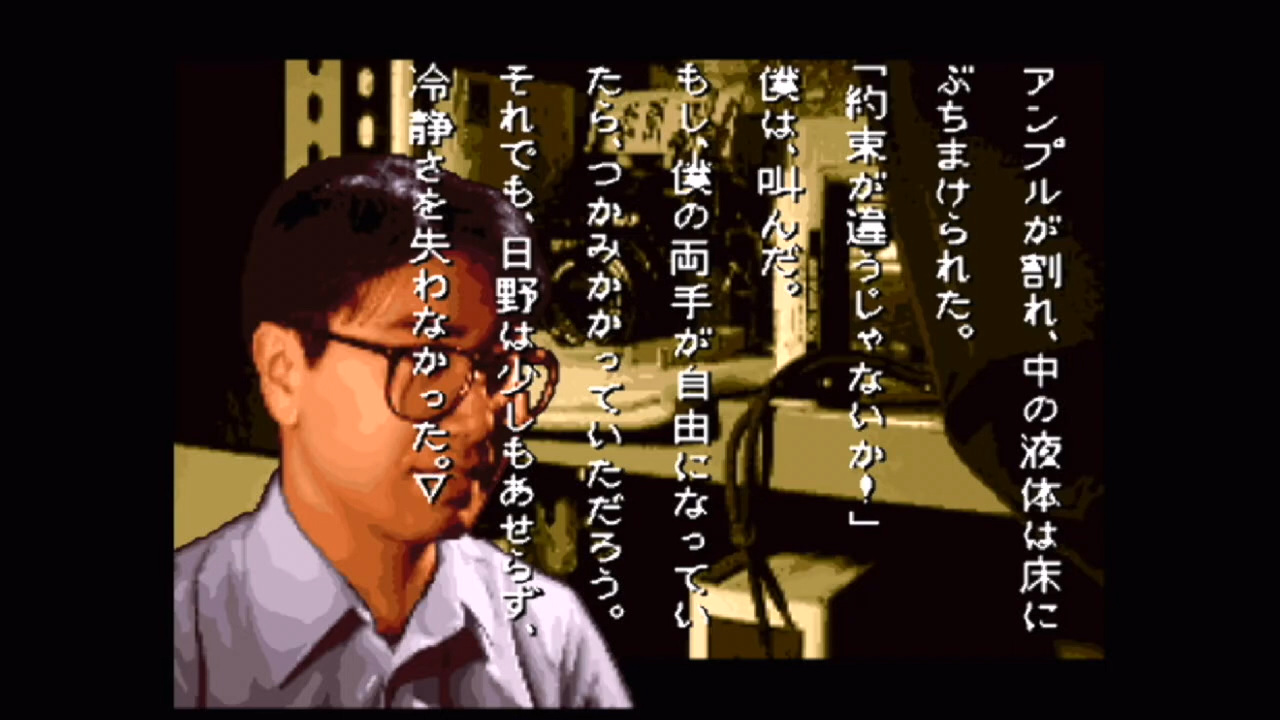 アンプルが割れ、中の液体は床に
ぶちまけられた。
「約束が違うじゃないか！」
僕は、叫んだ。
もし、僕の両手が自由になってい
たら、つかみかかっていただろう。
それでも、日野は少しもあせらず、
冷静さを失わなかった。▽